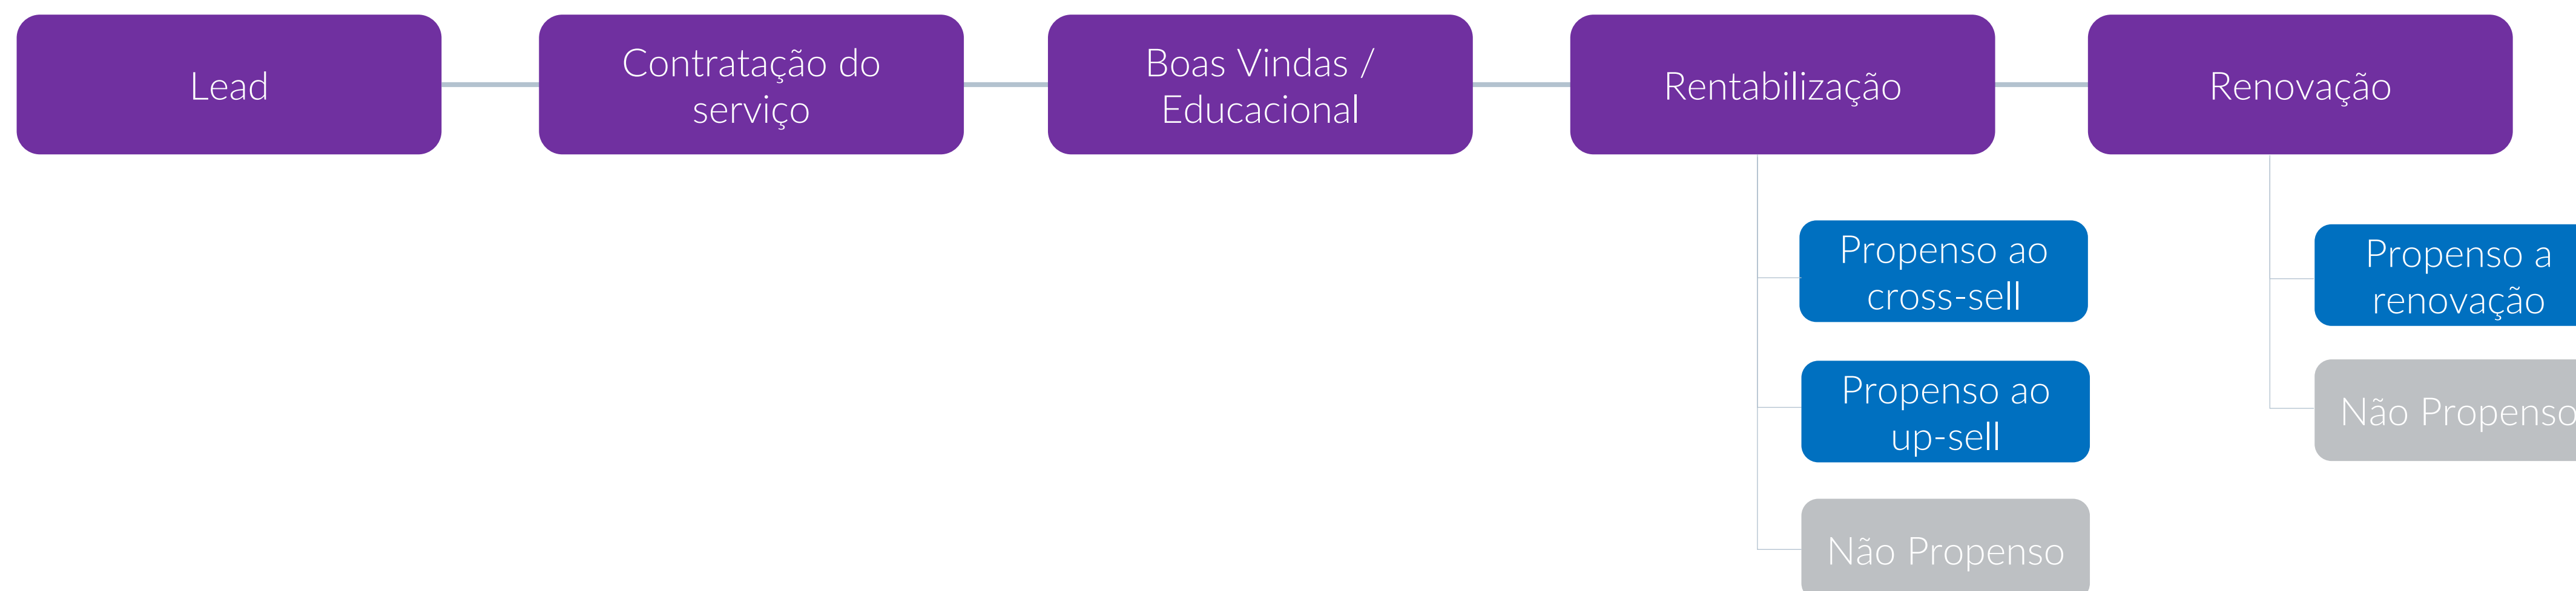 Lead
Contratação do
serviço
Boas Vindas /
Educacional
Rentabilização
Renovação
Propenso ao
cross-sell
Propenso ao
up-sell
Não Propenso
Propenso a
renovação
Não Propenso